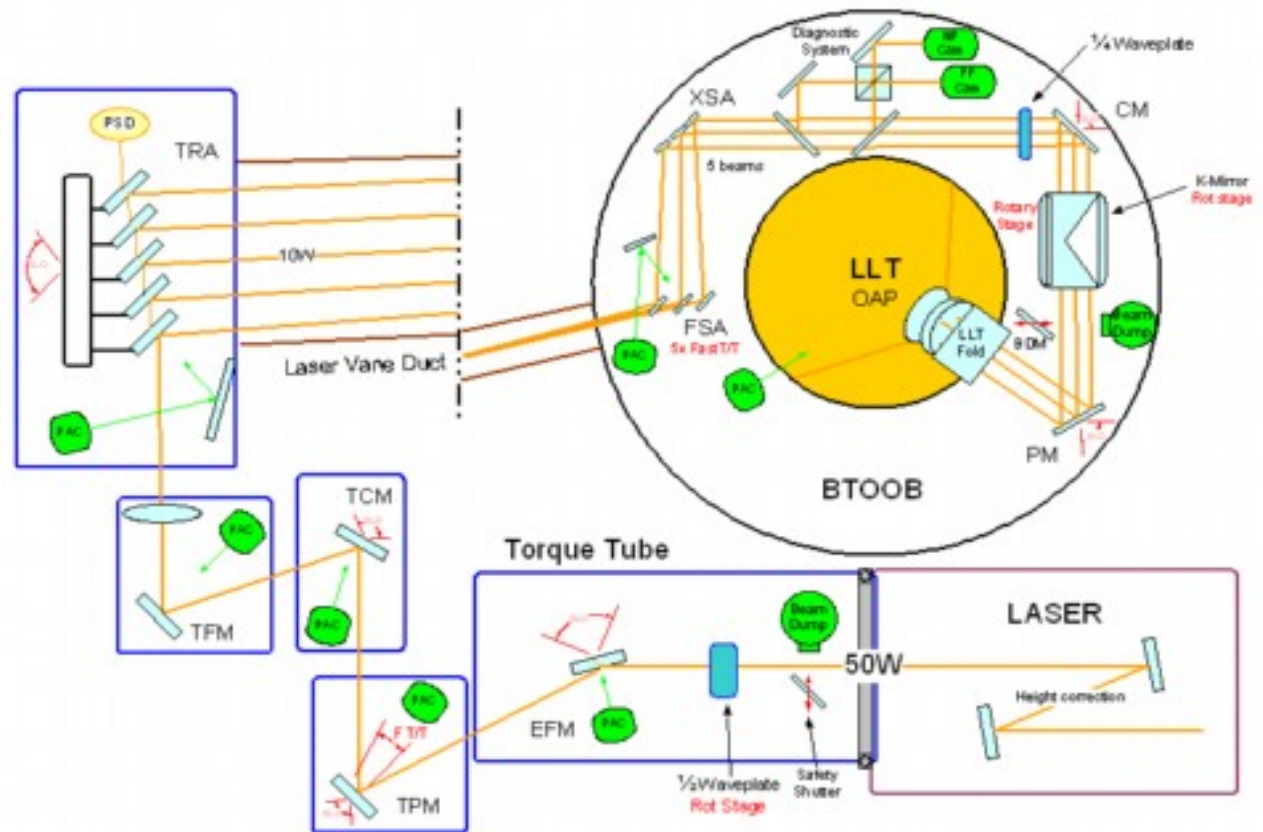 Diagnostic
System
NF
Cam
FF
Cam
¼ Waveplate
PSD
TRA
XSA
CM
5 beams
K-Mirror
Rot stage
Rotary
Stage
10W
LLT
OAP
LLT
Fold
FSA
5x Fast T/T
Beam
Dump
Laser Vane Duct
PAC
PAC
PAC
PM
BTOOB
TCM
PAC
Torque Tube
PAC
TFM
Beam
Dump
LASER
50W
Height correction
PAC
F T/T
EFM
PAC
TPM
½ Waveplate
Rot Stage
Safety
Shutter